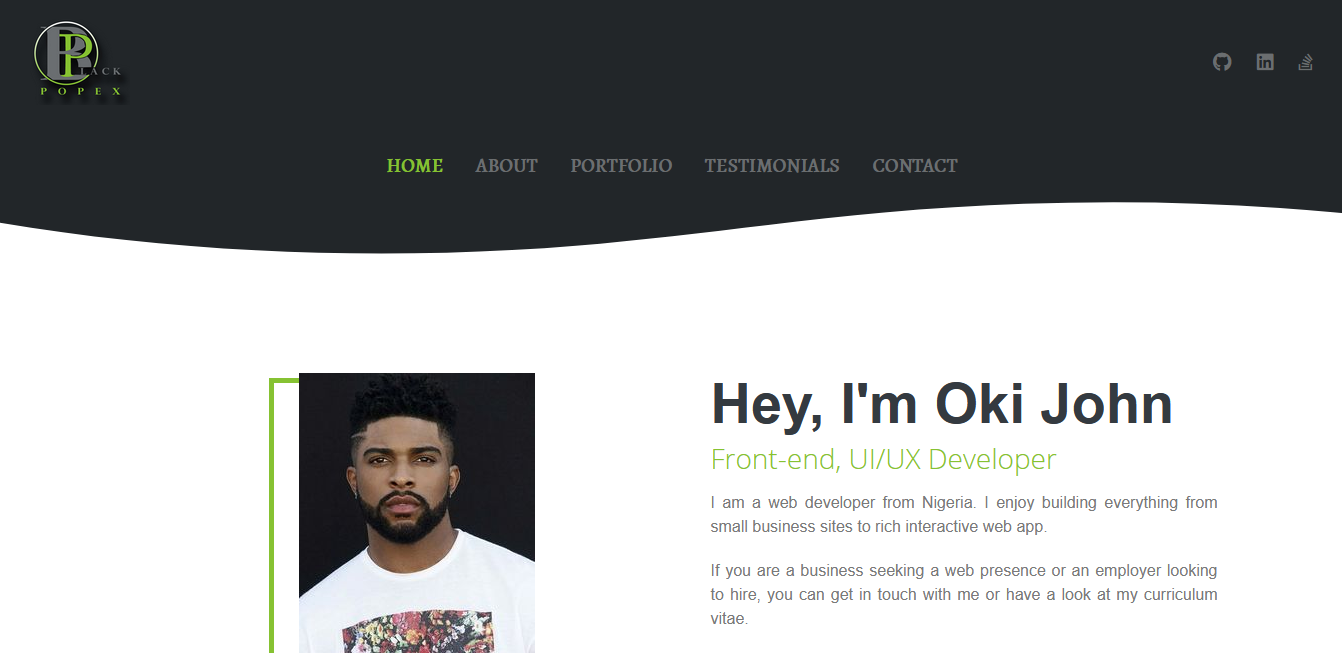 BP
LACK
POPEX
HOME ABOUT PORTFOLIO TESTIMONIALS CONTACT
Hey, I'm Oki John
Front-end, UI/UX Developer
I am a web developer from Nigeria. I enjoy building everything from
small business sites to rich interactive web app.
If you are a business seeking a web presence or an employer looking
to hire, you can get in touch with me or have a look at my curriculum
vitae.